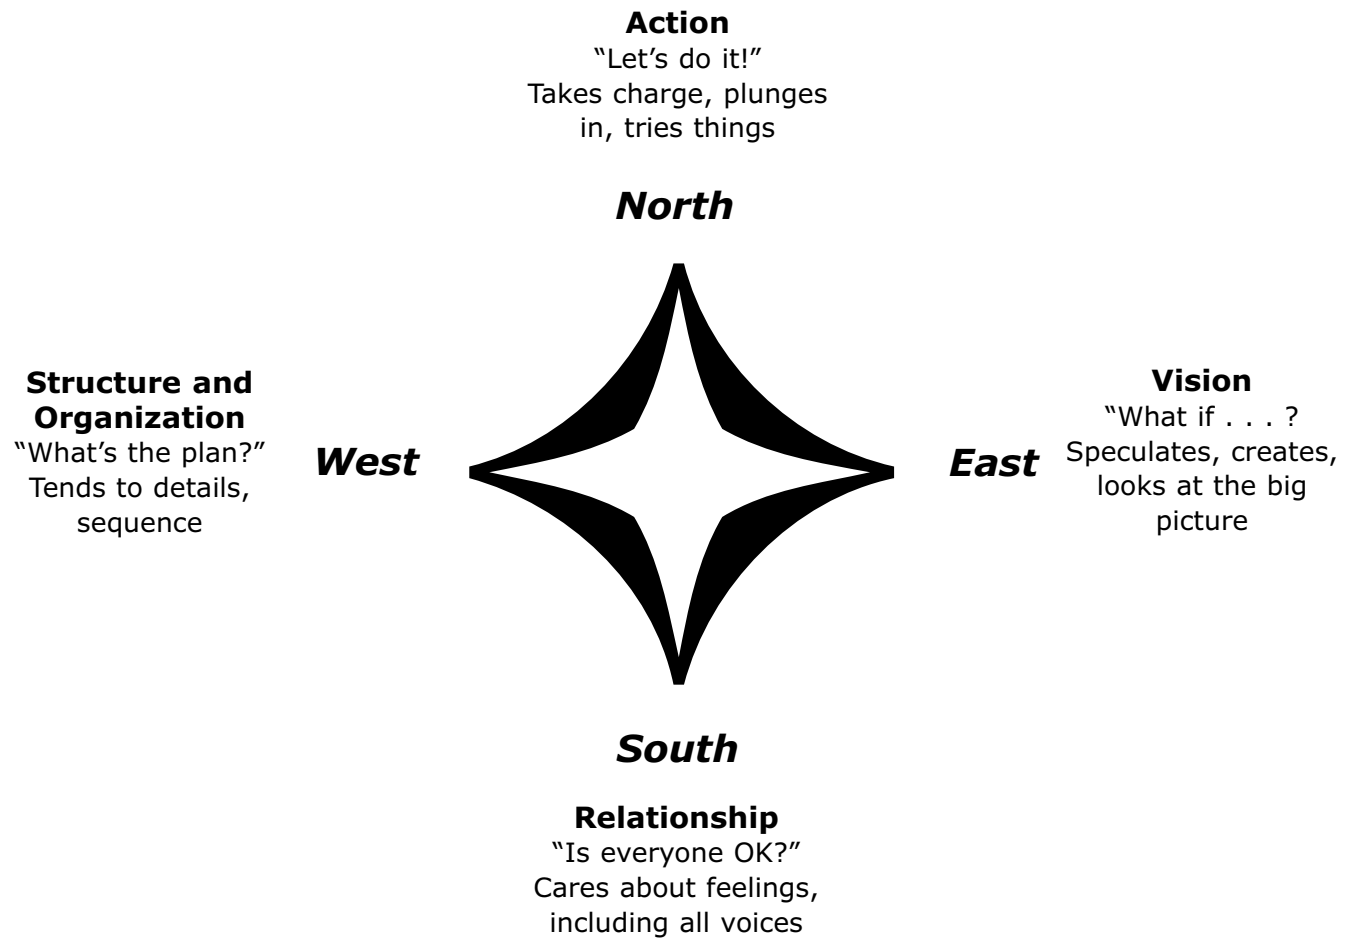 Action
“Let’s do it!”
Takes charge, plunges
in, tries things
North
Structure and
Organization
“What’s the plan?”
Tends to details,
sequence
West
East
Vision
“What if . . . ?
Speculates, creates,
looks at the big
picture
South
Relationship
“Is everyone OK?”
Cares about feelings,
including all voices